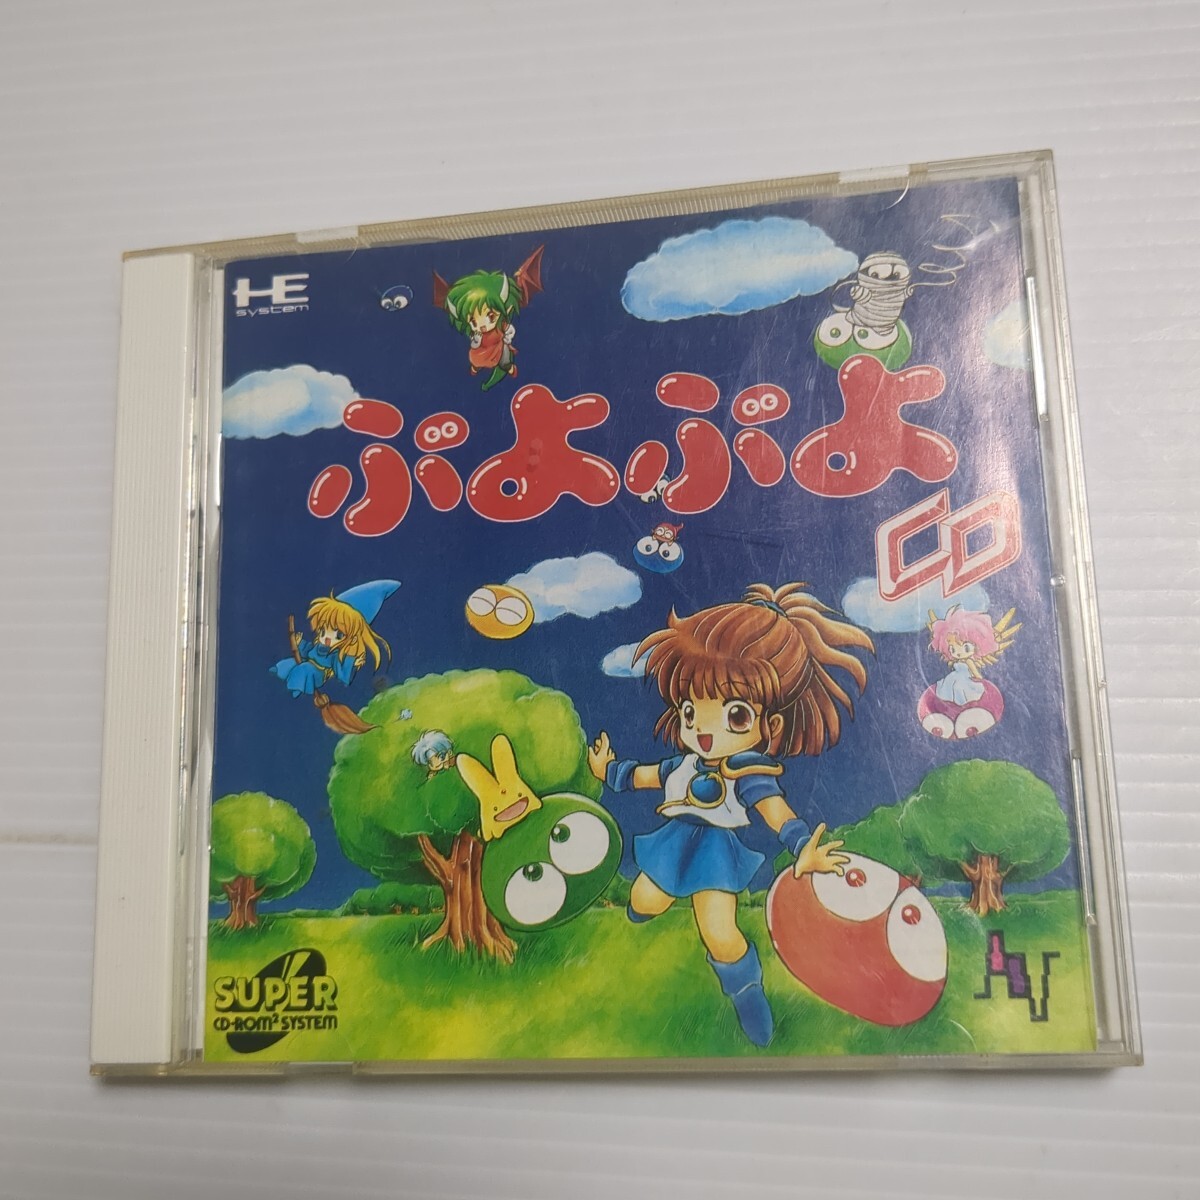 HE
system
ぷよぷよ
CD
SUPER
CD-ROM² SYSTEM